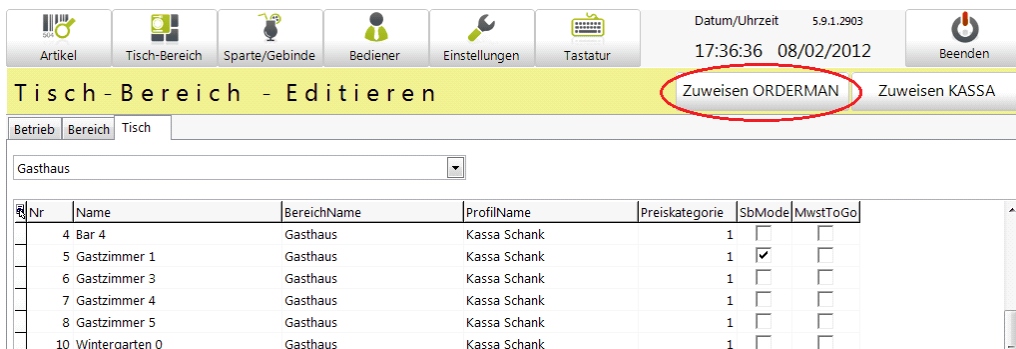 Datum/Uhrzeit 5.9.1.2903
17:36:36 08/02/2012
Artikel Tisch-Bereich Sparte/Gebinde Bediener Einstellungen Tastatur Beenden
Tisch-Bereich - Editieren Zuweisen ORDERMAN Zuweisen KASSA
Betrieb Bereich Tisch
Gasthaus
Nr Name BereichName ProfilName Preiskategorie SbMode MwstToGo
4 Bar 4 Gasthaus Kassa Schank 1
5 Gastzimmer 1 Gasthaus Kassa Schank 1
6 Gastzimmer 3 Gasthaus Kassa Schank 1
7 Gastzimmer 4 Gasthaus Kassa Schank 1
8 Gastzimmer 5 Gasthaus Kassa Schank 1
10 Wintergarten 0 Gasthaus Kassa Schank 1